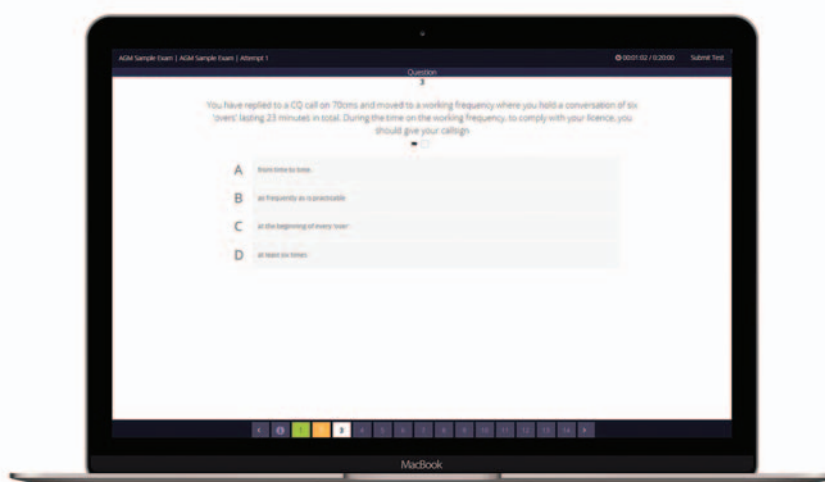 AGM Sample Exam | AGM Sample Exam | Attempt 1
00:01:02 / 0:20:00
Submit Test
Question
3
You have replied to a CQ call on 70cms and moved to a working frequency where you hold a conversation of six
'overs' lasting 23 minutes in total. During the time on the working frequency, to comply with your licence, you
should give your callsign
A from time to time.
B as frequently as is practicable.
C at the beginning of every 'over'.
D at least six times.
1 2 3 4 5 6 7 8 9 10 11 12 13 14
MacBook